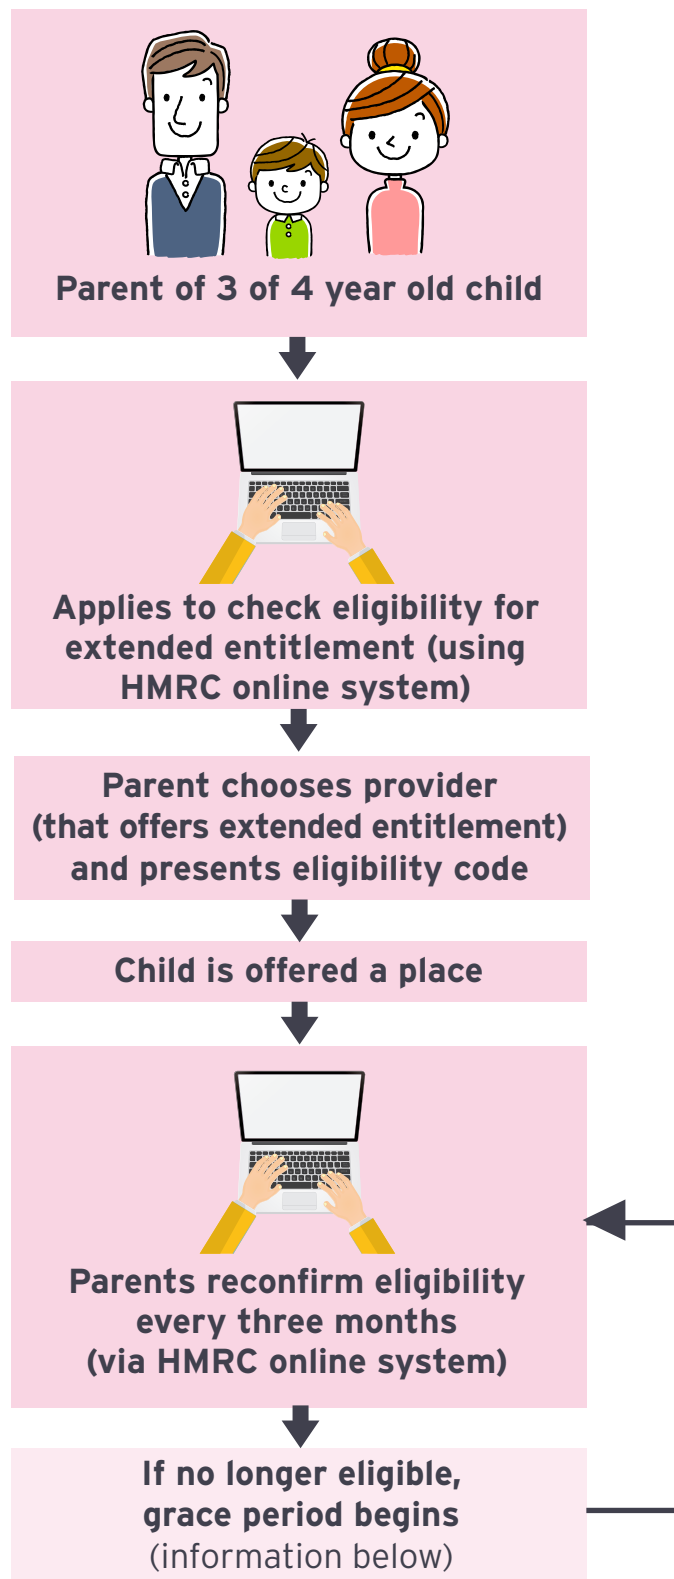 Parent of 3 of 4 year old child
Applies to check eligibility for
extended entitlement (using
HMRC online system)
Parent chooses provider
(that offers extended entitlement)
and presents eligibility code
Child is offered a place
Parents reconfirm eligibility
every three months
(via HMRC online system)
If no longer eligible,
grace period begins
(information below)